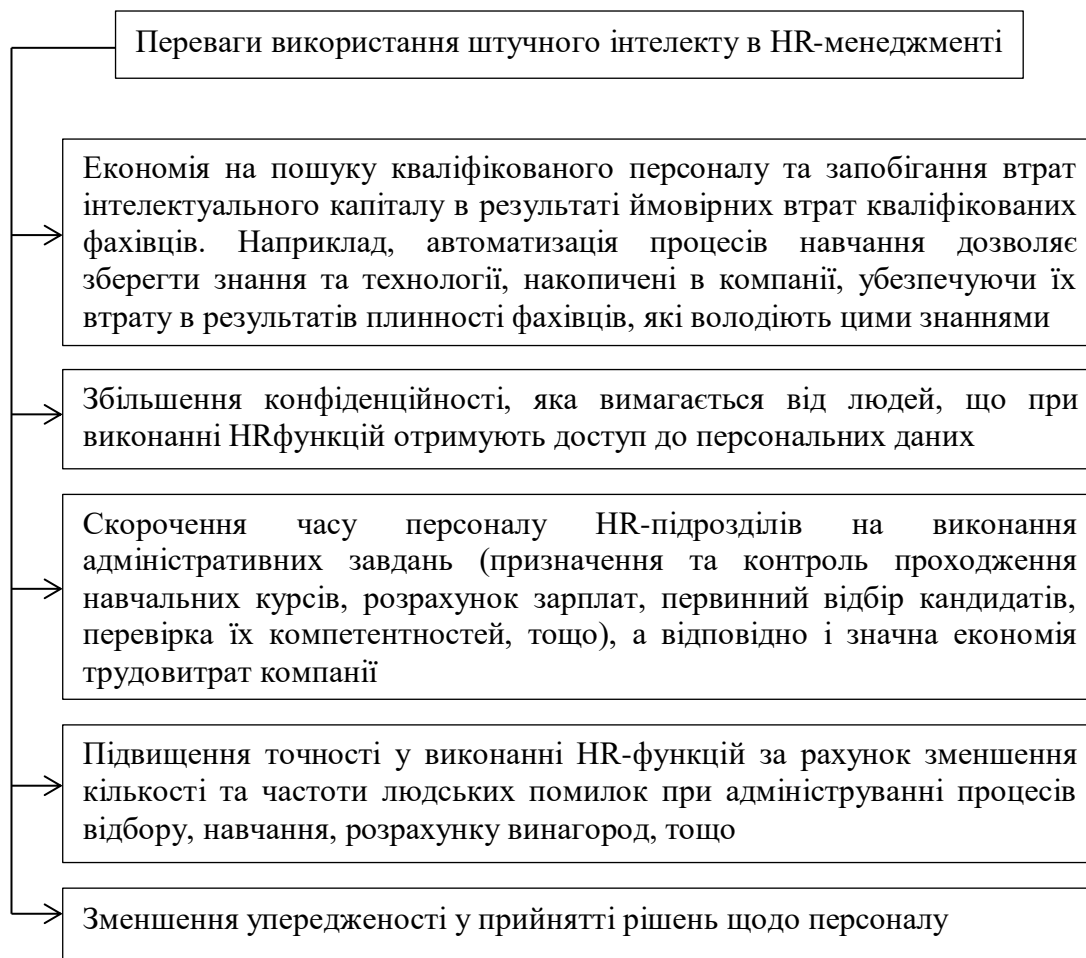 Переваги використання штучного інтелекту в HR-менеджменті
Економія на пошуку кваліфікованого персоналу та запобігання втрат
інтелектуального капіталу в результаті ймовірних втрат кваліфікованих
фахівців. Наприклад, автоматизація процесів навчання дозволяє
зберегти знання та технології, накопичені в компанії, убезпечуючи їх
втрату в результатів плинності фахівців, які володіють цими знаннями
Збільшення конфіденційності, яка вимагається від людей, що при
виконанні HRфункцій отримують доступ до персональних даних
Скорочення часу персоналу HR-підрозділів на виконання
адміністративних завдань (призначення та контроль проходження
навчальних курсів, розрахунок зарплат, первинний відбір кандидатів,
перевірка їх компетентностей, тощо), а відповідно і значна економія
трудовитрат компанії
Підвищення точності у виконанні HR-функцій за рахунок зменшення
кількості та частоти людських помилок при адмініструванні процесів
відбору, навчання, розрахунку винагород, тощо
Зменшення упередженості у прийнятті рішень щодо персоналу